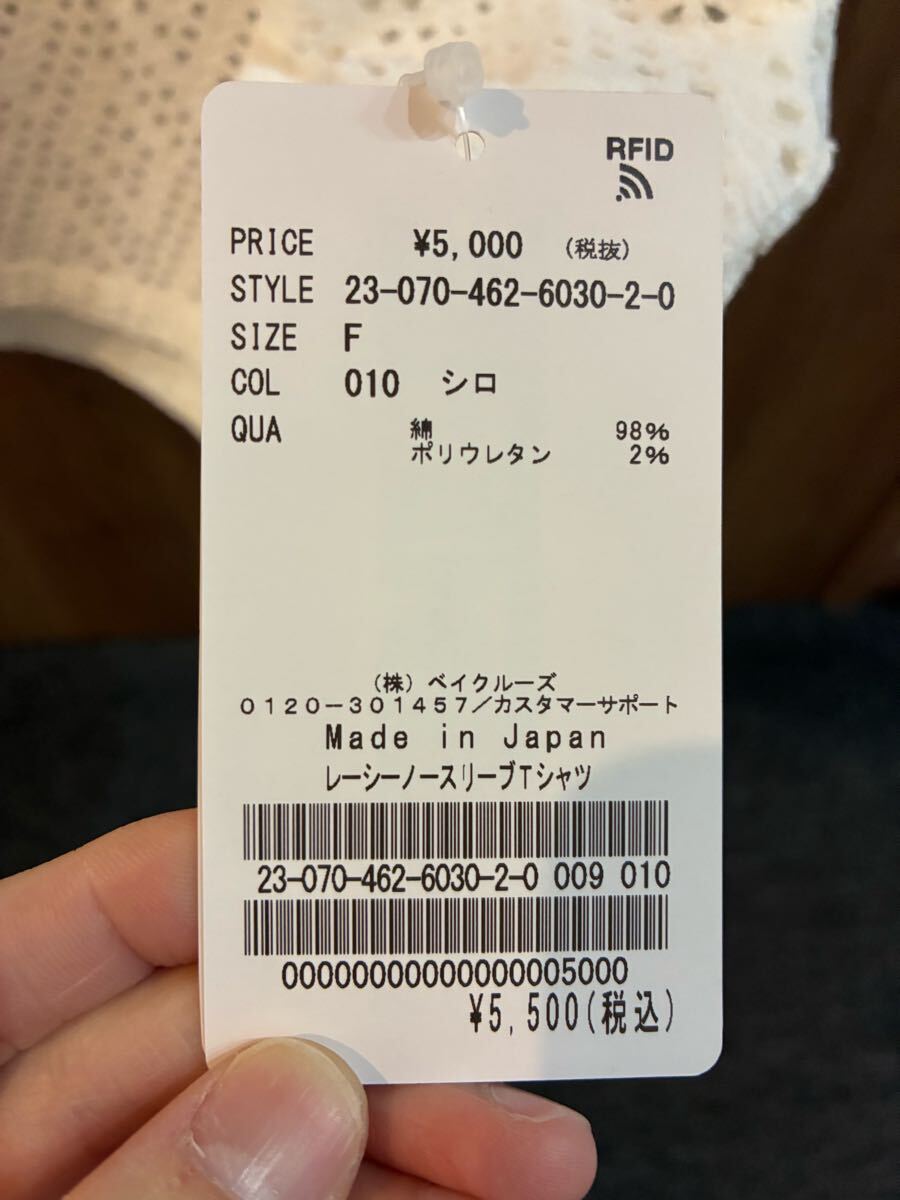 RFID
PRICE ¥5,000 (税抜)
STYLE 23-070-462-6030-2-0
SIZE F
COL 010 シロ
QUA 綿 98%
ポリウレタン 2%
(株)ベイクルーズ
0120-301457/カスタマーサポート
Made in Japan
レーシーノースリーブTシャツ
23-070-462-6030-2-0 009 010
00000000000000005000
¥5,500(税込)